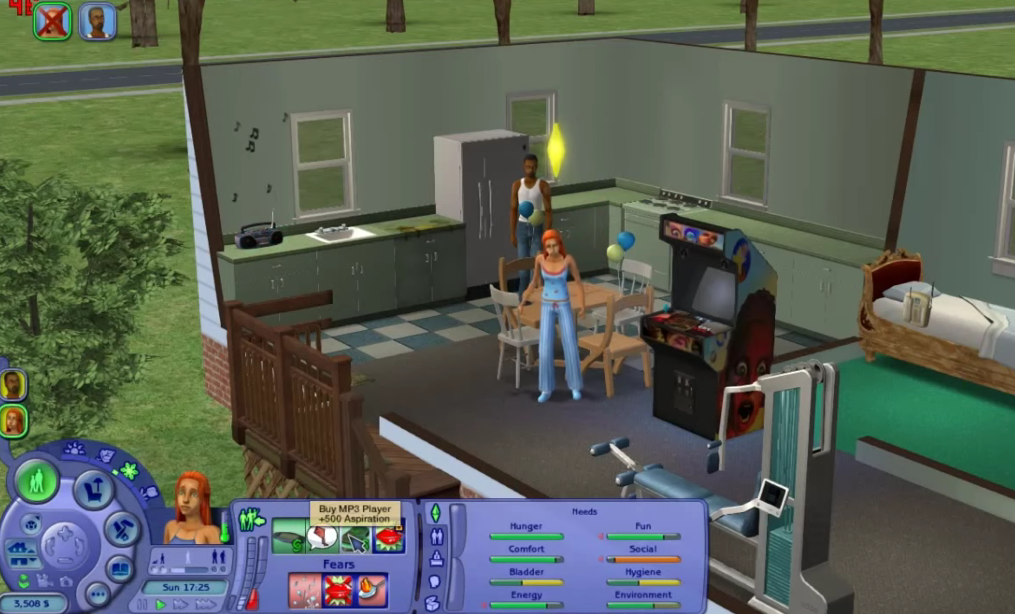 Buy MP3 Player
+500 Aspiration
Needs
Hunger
Fun
Fears
Comfort
Social
Bladder
Hygiene
Sun 17:25
Energy
Environment
3,508 $